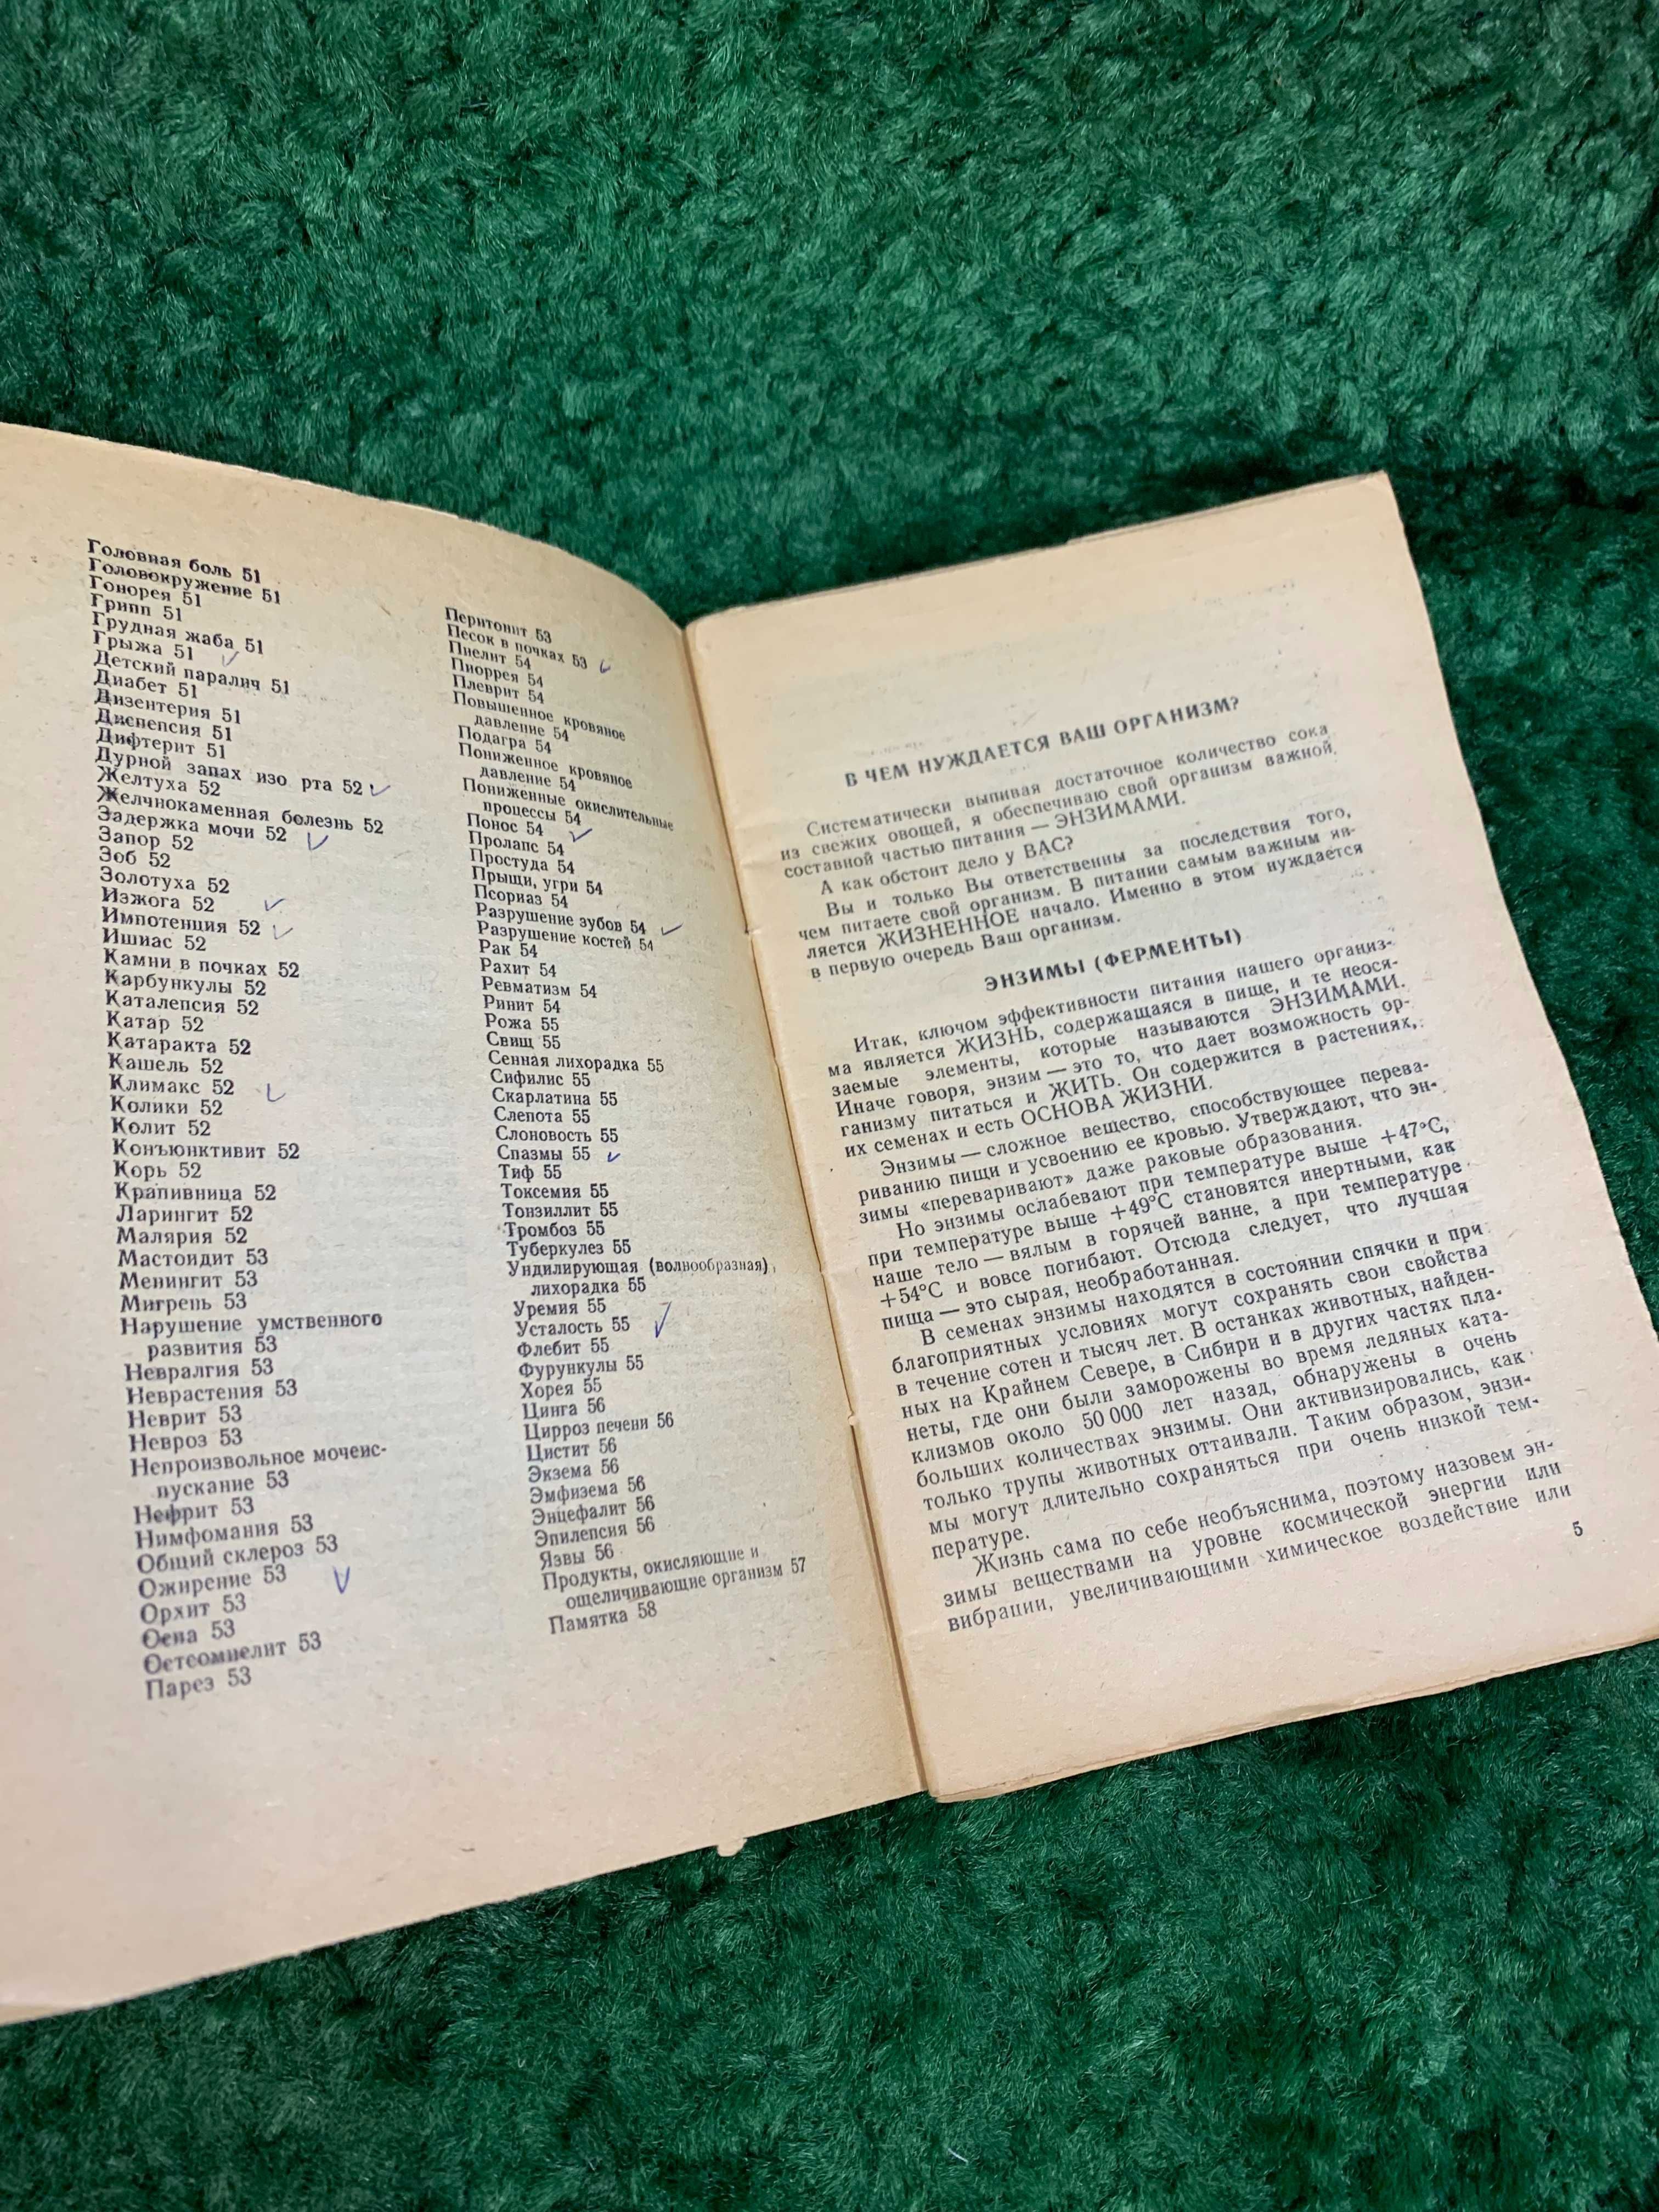 Головная боль 51
Головокружение 51
Гонорея 51
Грипп 51
Грудная жаба 51
Грыжа 51
Детский паралич 51
Диабет 51
Дизентерия 51
Диспепсия 51
Дифтерит 51
Дурной запах изо рта 52
Желтуха 52
Желчнокаменная болезнь 52
Задержка мочи 52
Запор 52
Зоб 52
Золотуха 52
Изжога 52
Импотенция 52
Ишиас 52
Камни в почках 52
Карбункулы 52
Каталепсия 52
Катар 52
Катаракта 52
Кашель 52
Климакс 52
Колики 52
Колит 52
Конъюнктивит 52
Корь 52
Крапивница 52
Ларингит 52
Малярия 52
Мастоидит 53
Менингит 53
Мигрень 53
Нарушение умственного
развития 53
Невралгия 53
Неврастения 53
Неврит 53
Невроз 53
Непроизвольное мочеис-
пускание 53
Нефрит 53
Нимфомания 53
Общий склероз 53
Ожирение 53
Орхит 53
Оспа 53
Остеомиелит 53
Парез 53
Перитонит 53
Песок в почках 53
Пиелит 54
Пиоррея 54
Плеврит 54
Повышенное кровяное
давление 54
Подагра 54
Пониженное кровяное
давление 54
Пониженные окислительные
процессы 54
Понос 54
Пролапс 54
Простуда 54
Прыщи, угри 54
Псориаз 54
Разрушение зубов 54
Разрушение костей 54
Рак 54
Рахит 54
Ревматизм 54
Ринит 54
Рожа 55
Свищ 55
Сенная лихорадка 55
Сифилис 55
Скарлатина 55
Слепота 55
Слоновость 55
Спазмы 55
Тиф 55
Токсемия 55
Тонзиллит 55
Тромбоз 55
Туберкулез 55
Ундилирующая (волнообразная)
лихорадка 55
Уремия 55
Усталость 55
Флебит 55
Фурункулы 55
Хорея 55
Цинга 56
Цирроз печени 56
Цистит 56
Экзема 56
Эмфизема 56
Энцефалит 56
Эпилепсия 56
Язвы 56
Продукты, окисляющие и
ощелачивающие организм 57
Памятка 58
В ЧЕМ НУЖДАЕТСЯ ВАШ ОРГАНИЗМ?
Систематически выпивая достаточное количество сока
из свежих овощей, я обеспечиваю свой организм важной
составной частью питания — ЭНЗИМАМИ.
А как обстоит дело у ВАС?
Вы и только Вы ответственны за последствия того,
чем питаете свой организм. В питании самым важным яв-
ляется ЖИЗНЕННОЕ начало. Именно в этом нуждается
в первую очередь Ваш организм.
ЭНЗИМЫ (ФЕРМЕНТЫ)
Итак, ключом эффективности питания нашего организ-
ма является ЖИЗНЬ, содержащаяся в пище, и те неося-
заемые элементы, которые называются ЭНЗИМАМИ.
Иначе говоря, энзим — это то, что дает возможность ор-
ганизму питаться и ЖИТЬ. Он содержится в растениях,
их семенах и есть ОСНОВА ЖИЗНИ.
Энзимы — сложное вещество, способствующее перева-
риванию пищи и усвоению ее кровью. Утверждают, что эн-
зимы «переваривают» даже раковые образования.
Но энзимы ослабевают при температуре выше +47°С,
при температуре выше +49°С становятся инертными, как
наше тело — вялым в горячей ванне, а при температуре
+54°С и вовсе погибают. Отсюда следует, что лучшая
пища — это сырая, необработанная.
В семенах энзимы находятся в состоянии спячки и при
благоприятных условиях могут сохранять свои свойства
в течение сотен и тысяч лет. В останках животных, найден-
ных на Крайнем Севере, в Сибири и в других частях пла-
неты, где они были заморожены во время ледяных ката-
клизмов около 50 000 лет назад, обнаружены в очень
больших количествах энзимы. Они активизировались, как
только трупы животных оттаивали. Таким образом, энзи-
мы могут длительно сохраняться при очень низкой тем-
пературе.
Жизнь сама по себе необъяснима, поэтому назовем эн-
зимы веществами на уровне космической энергии или
вибрации, увеличивающими химическое воздействие или
5